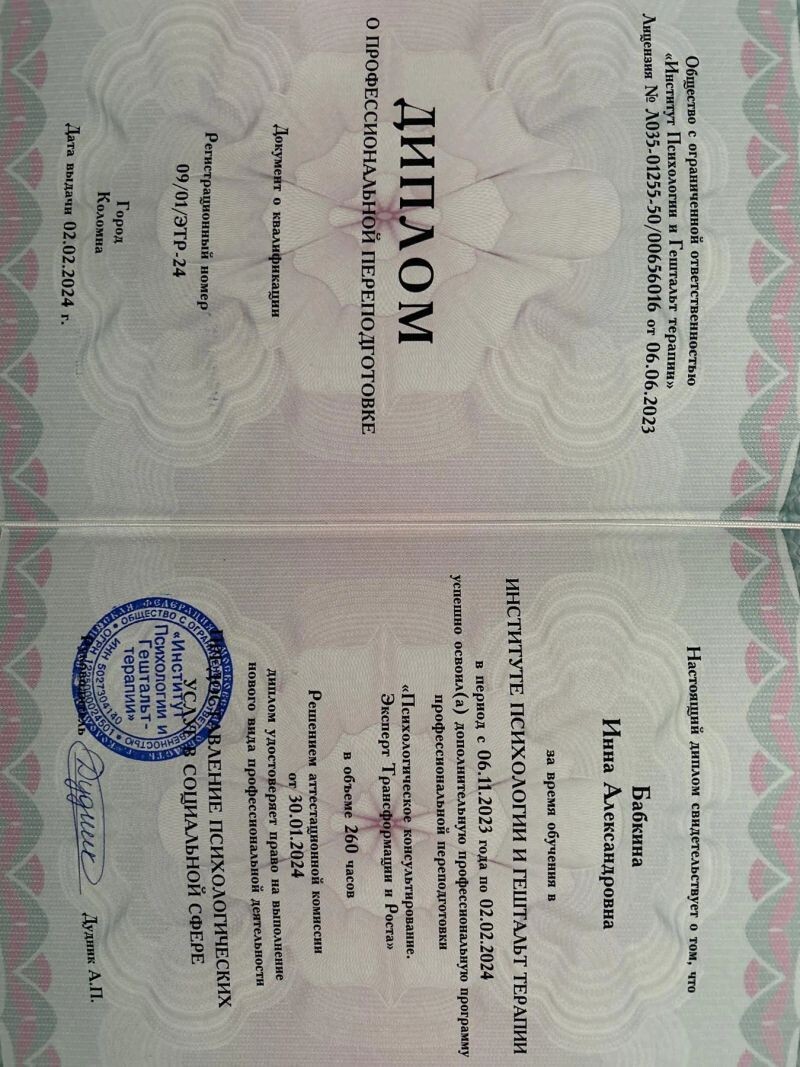 Общество с ограниченной ответственностью
«Институт Психологии и Гештальт терапии»
Лицензия № Л035-01255-50/00656016 от 06.06.2023
ДИПЛОМ
О ПРОФЕССИОНАЛЬНОЙ ПЕРЕПОДГОТОВКЕ
Документ о квалификации
Регистрационный номер
09/01/ЭТР-24
Город
Коломна
Дата выдачи 02.02.2024 г.
Настоящий диплом свидетельствует о том, что
Бабкина
Инна Александровна
за время обучения в
ИНСТИТУТЕ ПСИХОЛОГИИ И ГЕШТАЛЬТ ТЕРАПИИ
в период с 06.11.2023 года по 02.02.2024
успешно освоил(а) дополнительную профессиональную программу
профессиональной переподготовки
«Психологическое консультирование.
Эксперт Трансформации и Роста»
в объеме 260 часов
Решением аттестационной комиссии
от 30.01.2024
диплом удостоверяет право на выполнение
нового вида профессиональной деятельности
ПРЕДОСТАВЛЕНИЕ ПСИХОЛОГИЧЕСКИХ
УСЛУГ В СОЦИАЛЬНОЙ СФЕРЕ
Руководитель
Дудник
Дудник А.П.
«Институт
Психологии и
Гештальт-
терапии»
ИНН 5027304140